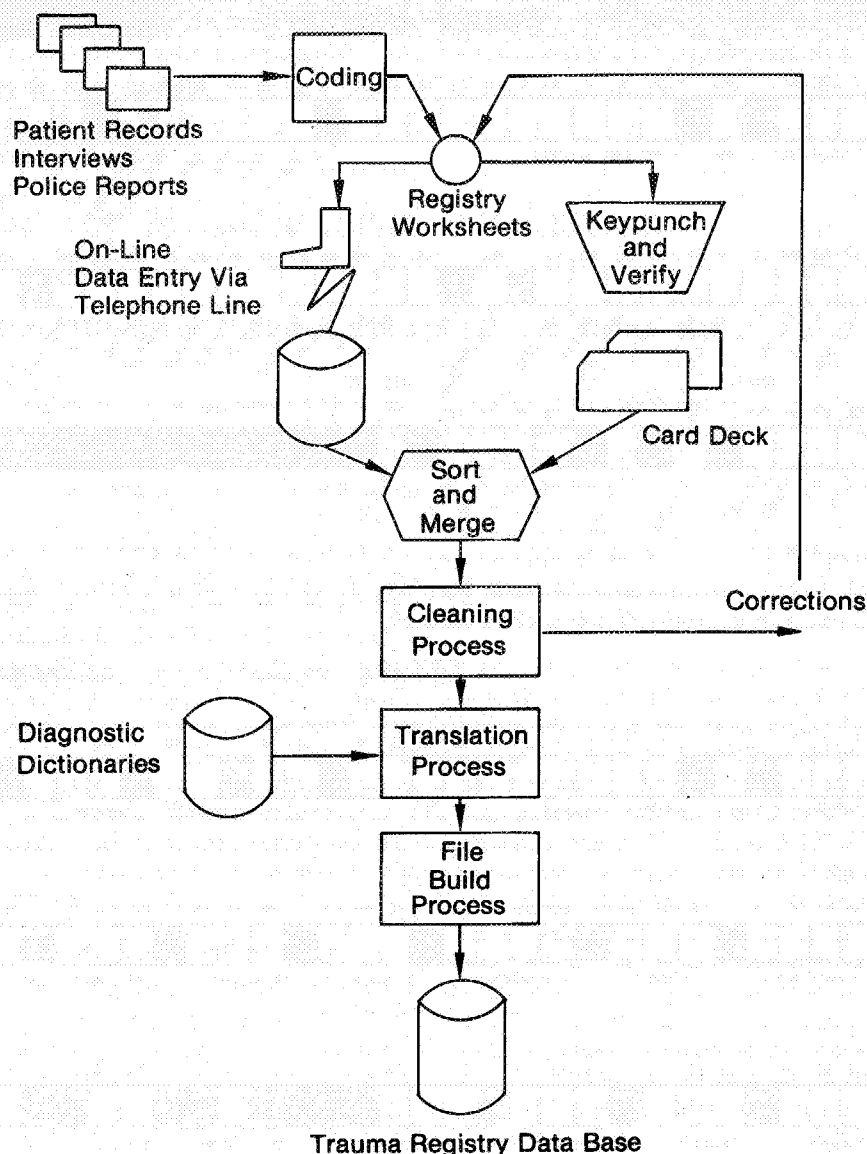 Coding
Patient Records
Interviews
Police Reports
Registry
Worksheets
Keypunch
and
Verify
On-Line
Data Entry Via
Telephone Line
Card Deck
Sort
and
Merge
Cleaning
Process
Corrections
Diagnostic
Dictionaries
Translation
Process
File
Build
Process
Trauma Registry Data Base